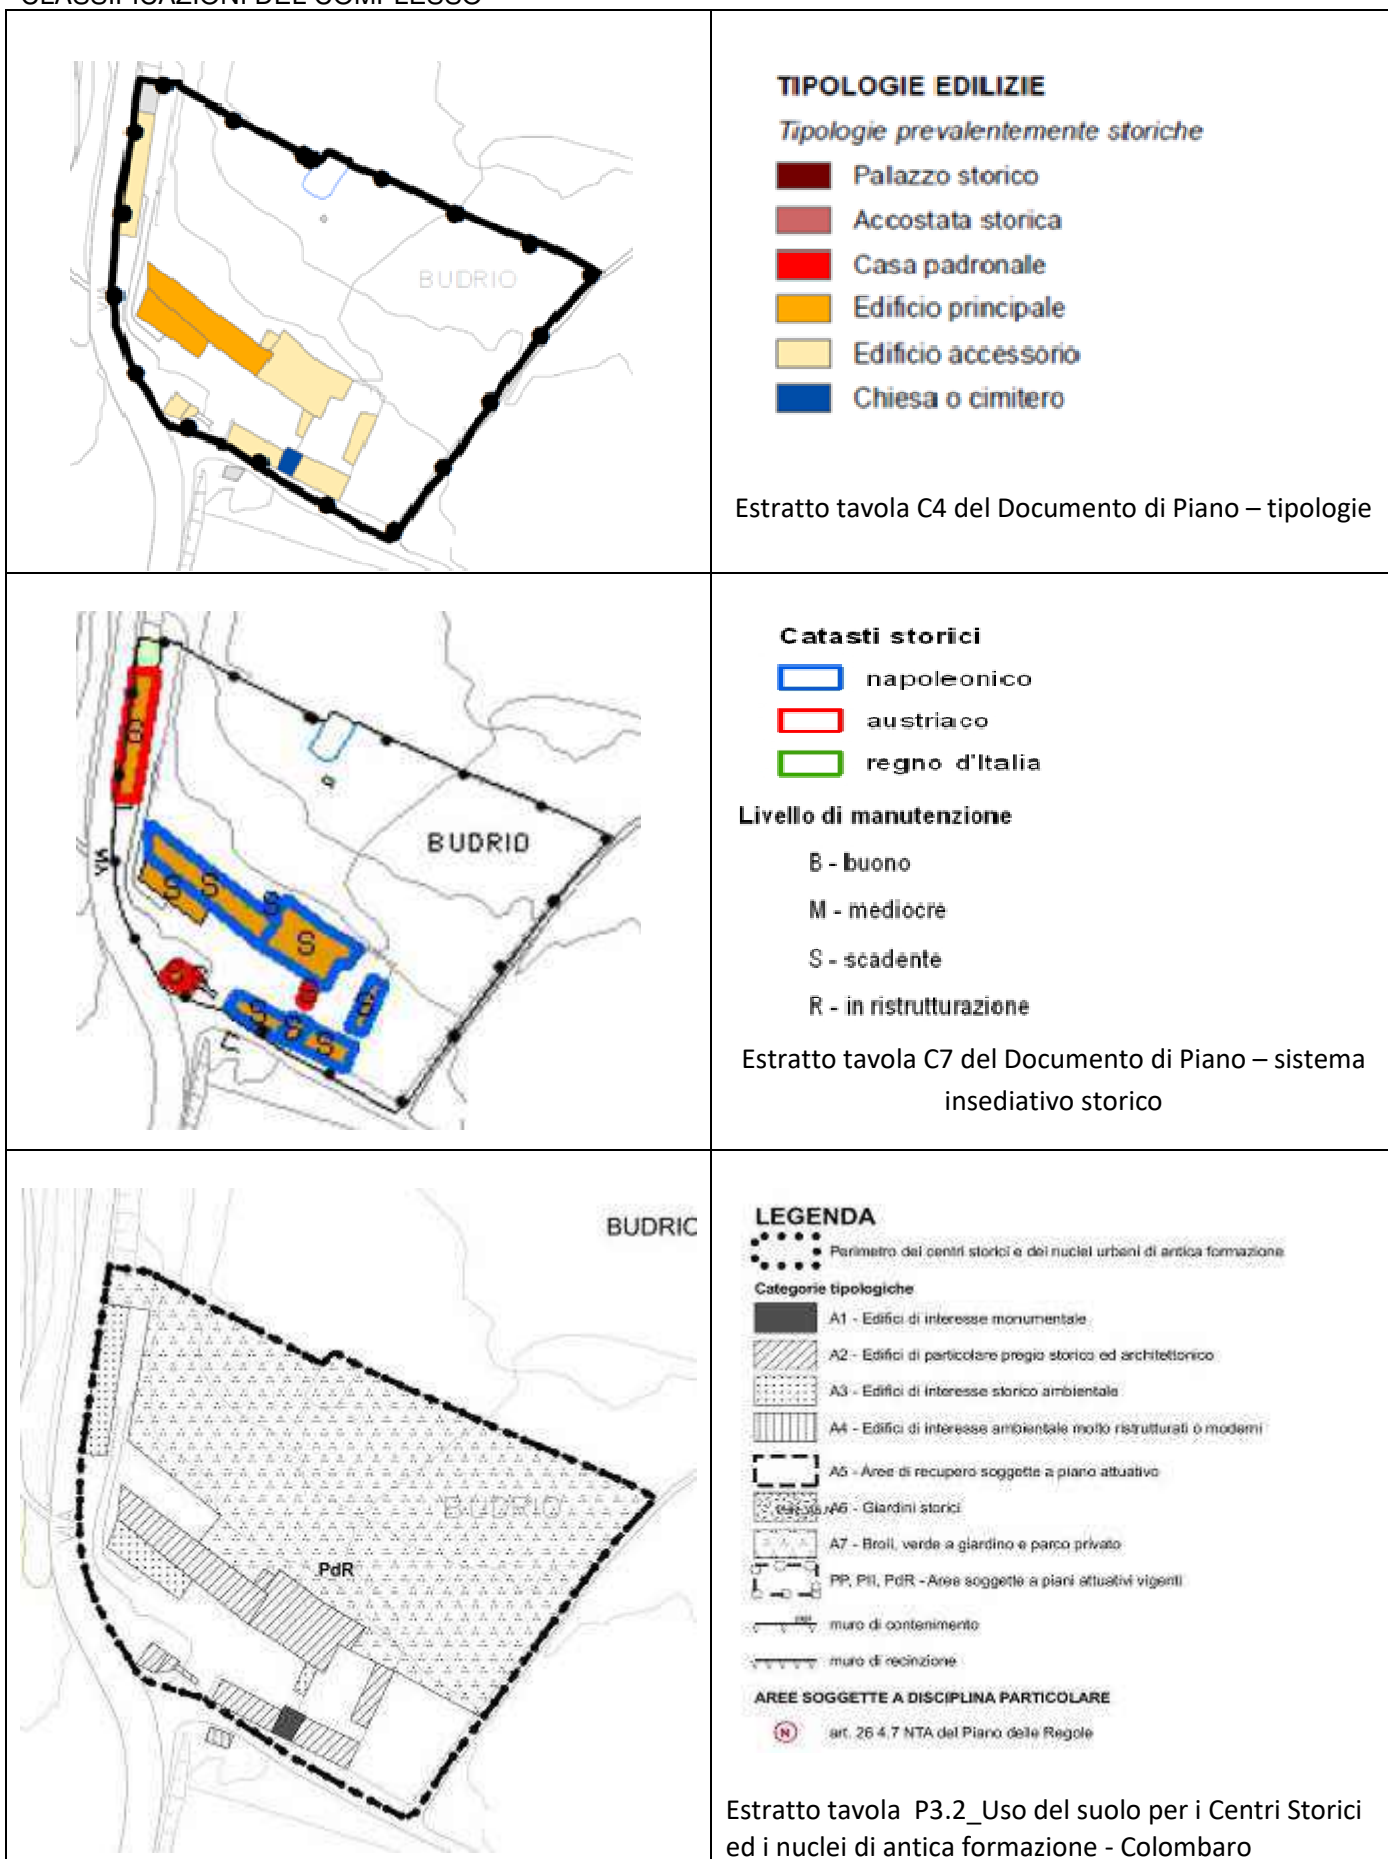 CLASSIFICAZIONI DEL COMPLESSO
BUDRIO
VIA
TIPOLOGIE EDILIZIE
Tipologie prevalentemente storiche
Palazzo storico
Accostata storica
Casa padronale
Edificio principale
Edificio accessorio
Chiesa o cimitero
Estratto tavola C4 del Documento di Piano – tipologie
B
BUDRIO
VIA
S
S
S
S
S
S
B
S
S
S
Catasti storici
napoleonico
austriaco
regno d'Italia
Livello di manutenzione
B - buono
M - mediocre
S - scadente
R - in ristrutturazione
Estratto tavola C7 del Documento di Piano – sistema
insediativo storico
BUDRIO
BUDRIO
VIA
PdR
LEGENDA
Perimetro dei centri storici e dei nuclei urbani di antica formazione
Categorie tipologiche
A1 - Edifici di interesse monumentale
A2 - Edifici di particolare pregio storico ed architettonico
A3 - Edifici di interesse storico ambientale
A4 - Edifici di interesse ambientale molto ristrutturati o moderni
A5 - Aree di recupero soggette a piano attuativo
A6 - Giardini storici
A7 - Broli, verde a giardino e parco privato
PP, PII, PdR - Aree soggette a piani attuativi vigenti
muro di contenimento
muro di recinzione
AREE SOGGETTE A DISCIPLINA PARTICOLARE
N art. 26 4.7 NTA del Piano delle Regole
Estratto tavola P3.2_Uso del suolo per i Centri Storici
ed i nuclei di antica formazione - Colombaro